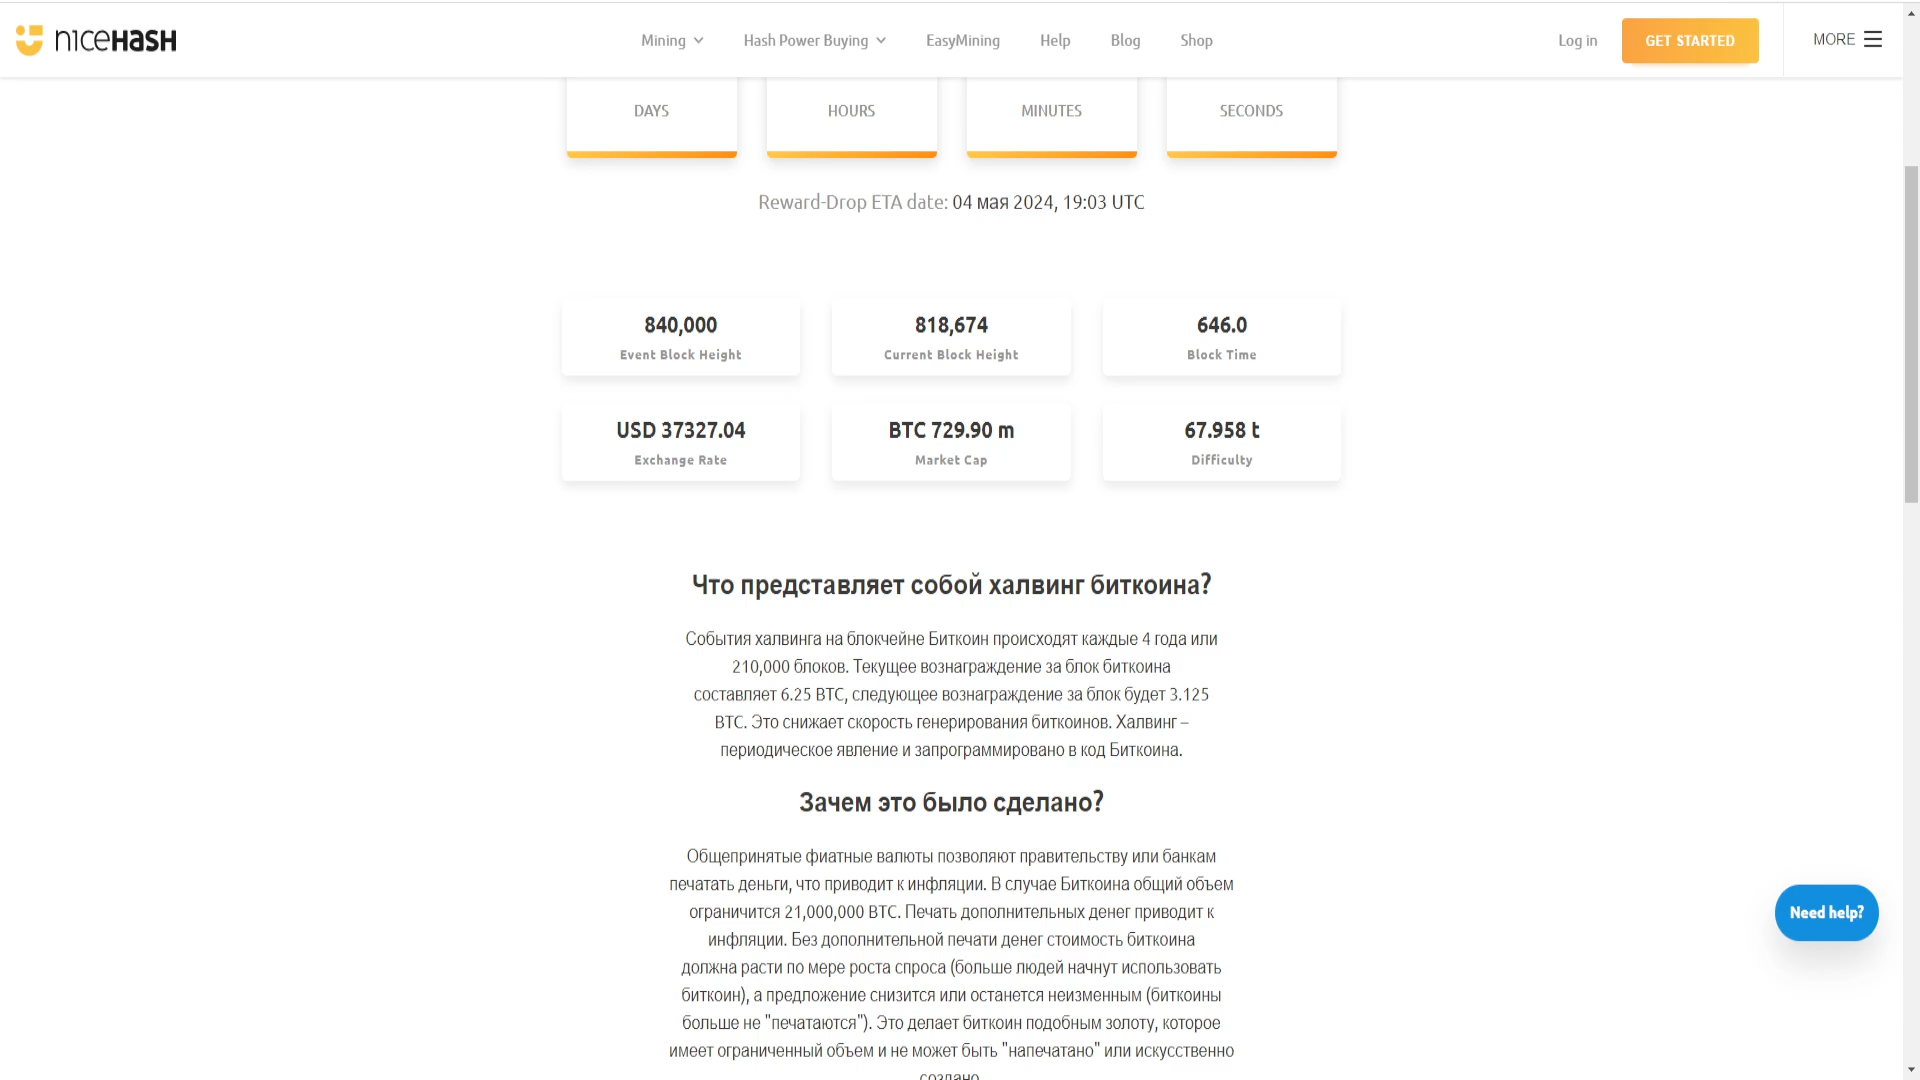 nıceHASH
Mining
Hash Power Buying
EasyMining
Help
Blog
Shop
Log in
GET STARTED
MORE
DAYS
HOURS
MINUTES
SECONDS
Reward-Drop ETA date: 04 мая 2024, 19:03 UTC
840,000
Event Block Height
818,674
Current Block Height
646.0
Block Time
USD 37327.04
Exchange Rate
BTC 729.90 m
Market Cap
67.958 t
Difficulty
Что представляет собой халвинг биткоина?
События халвинга на блокчейне Биткоин происходят каждые 4 года или
210,000 блоков. Текущее вознаграждение за блок биткоина
составляет 6.25 BTC, следующее вознаграждение за блок будет 3.125
BTC. Это снижает скорость генерирования биткоинов. Халвинг –
периодическое явление и запрограммировано в код Биткоина.
Зачем это было сделано?
Общепринятые фиатные валюты позволяют правительству или банкам
печатать деньги, что приводит к инфляции. В случае Биткоина общий объем
ограничится 21,000,000 BTC. Печать дополнительных денег приводит к
инфляции. Без дополнительной печати денег стоимость биткоина
должна расти по мере роста спроса (больше людей начнут использовать
биткоин), а предложение снизится или останется неизменным (биткоины
больше не "печатаются"). Это делает биткоин подобным золоту, которое
имеет ограниченный объем и не может быть "напечатано" или искусственно
создано.
Need help?